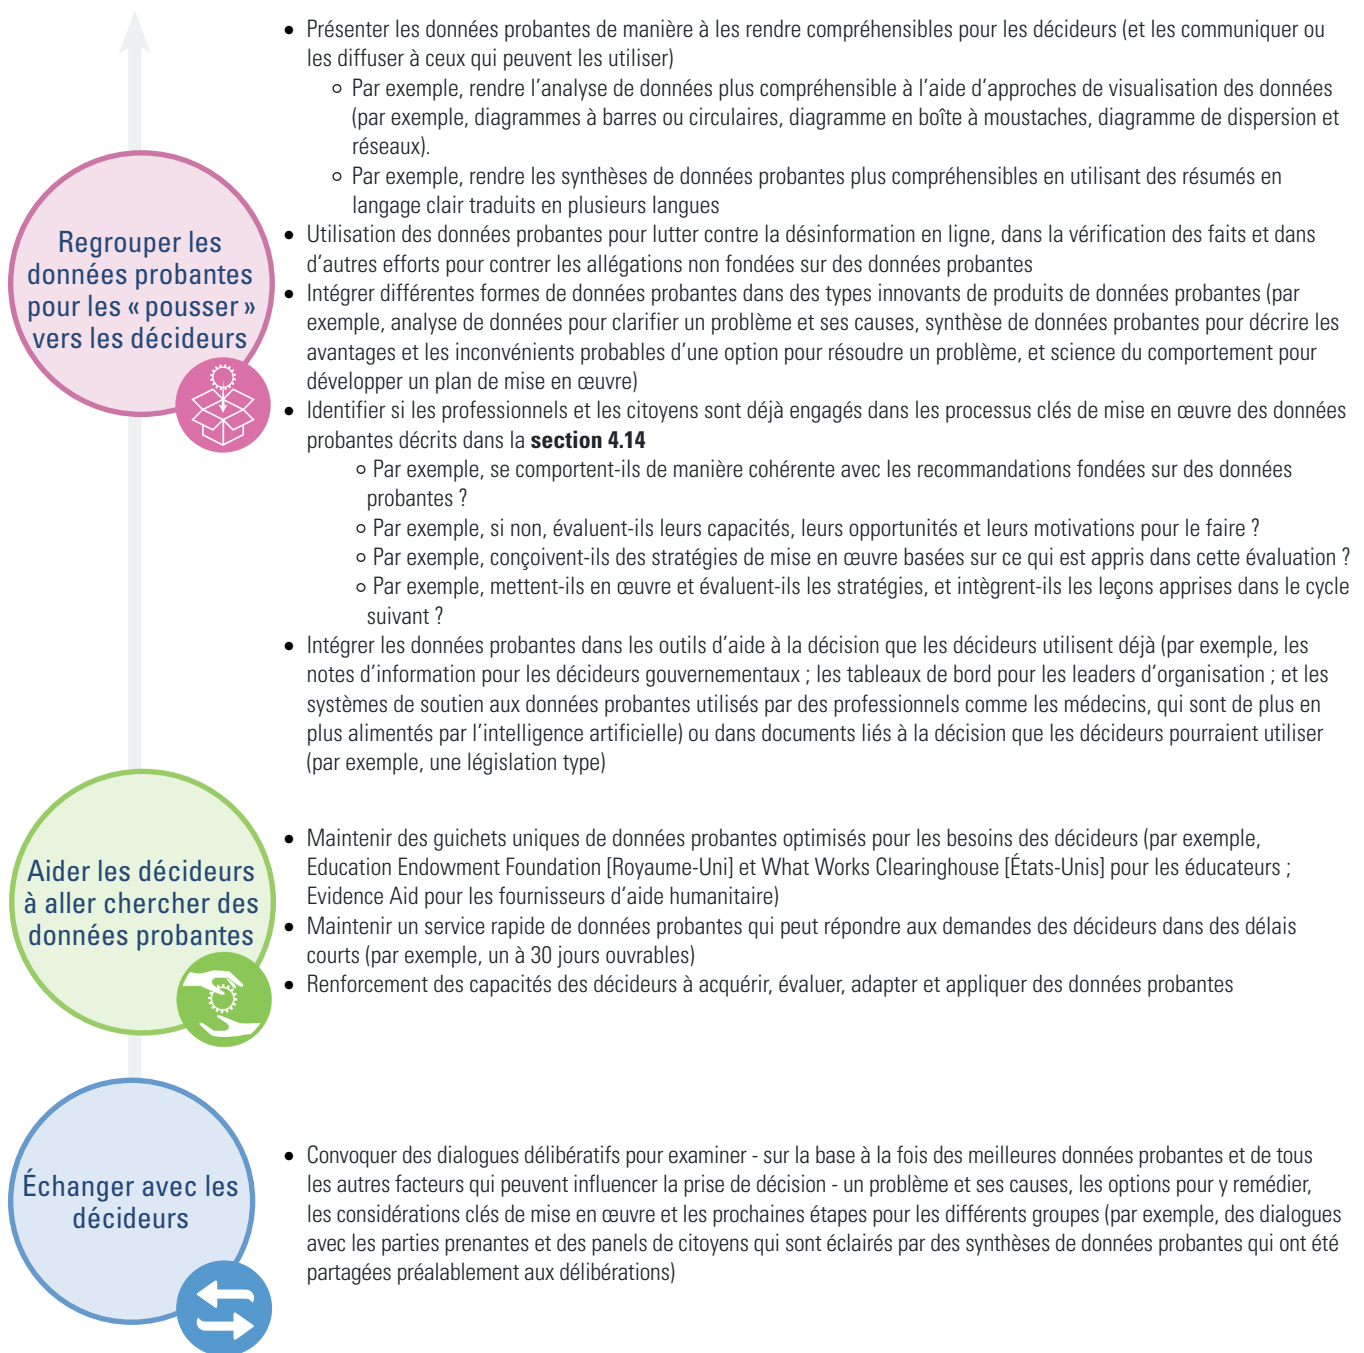 • Présenter les données probantes de manière à les rendre compréhensibles pour les décideurs (et les communiquer ou
les diffuser à ceux qui peuvent les utiliser)
○ Par exemple, rendre l’analyse de données plus compréhensible à l’aide d’approches de visualisation des données
(par exemple, diagrammes à barres ou circulaires, diagramme en boîte à moustaches, diagramme de dispersion et
réseaux).
○ Par exemple, rendre les synthèses de données probantes plus compréhensibles en utilisant des résumés en
langage clair traduits en plusieurs langues
Regrouper les
données probantes
pour les « pousser »
vers les décideurs
• Utilisation des données probantes pour lutter contre la désinformation en ligne, dans la vérification des faits et dans
d’autres efforts pour contrer les allégations non fondées sur des données probantes
• Intégrer différentes formes de données probantes dans des types innovants de produits de données probantes (par
exemple, analyse de données pour clarifier un problème et ses causes, synthèse de données probantes pour décrire les
avantages et les inconvénients probables d’une option pour résoudre un problème, et science du comportement pour
développer un plan de mise en œuvre)
• Identifier si les professionnels et les citoyens sont déjà engagés dans les processus clés de mise en œuvre des données
probantes décrits dans la section 4.14
○ Par exemple, se comportent-ils de manière cohérente avec les recommandations fondées sur des données
probantes ?
○ Par exemple, si non, évaluent-ils leurs capacités, leurs opportunités et leurs motivations pour le faire ?
○ Par exemple, conçoivent-ils des stratégies de mise en œuvre basées sur ce qui est appris dans cette évaluation ?
○ Par exemple, mettent-ils en œuvre et évaluent-ils les stratégies, et intègrent-ils les leçons apprises dans le cycle
suivant ?
• Intégrer les données probantes dans les outils d’aide à la décision que les décideurs utilisent déjà (par exemple, les
notes d’information pour les décideurs gouvernementaux ; les tableaux de bord pour les leaders d’organisation ; et les
systèmes de soutien aux données probantes utilisés par des professionnels comme les médecins, qui sont de plus en
plus alimentés par l’intelligence artificielle) ou dans documents liés à la décision que les décideurs pourraient utiliser
(par exemple, une législation type)
Aider les décideurs
à aller chercher des
données probantes
• Maintenir des guichets uniques de données probantes optimisés pour les besoins des décideurs (par exemple,
Education Endowment Foundation [Royaume-Uni] et What Works Clearinghouse [États-Unis] pour les éducateurs ;
Evidence Aid pour les fournisseurs d’aide humanitaire)
• Maintenir un service rapide de données probantes qui peut répondre aux demandes des décideurs dans des délais
courts (par exemple, un à 30 jours ouvrables)
• Renforcement des capacités des décideurs à acquérir, évaluer, adapter et appliquer des données probantes
Échanger avec les
décideurs
• Convoquer des dialogues délibératifs pour examiner - sur la base à la fois des meilleures données probantes et de tous
les autres facteurs qui peuvent influencer la prise de décision - un problème et ses causes, les options pour y remédier,
les considérations clés de mise en œuvre et les prochaines étapes pour les différents groupes (par exemple, des dialogues
avec les parties prenantes et des panels de citoyens qui sont éclairés par des synthèses de données probantes qui ont été
partagées préalablement aux délibérations)